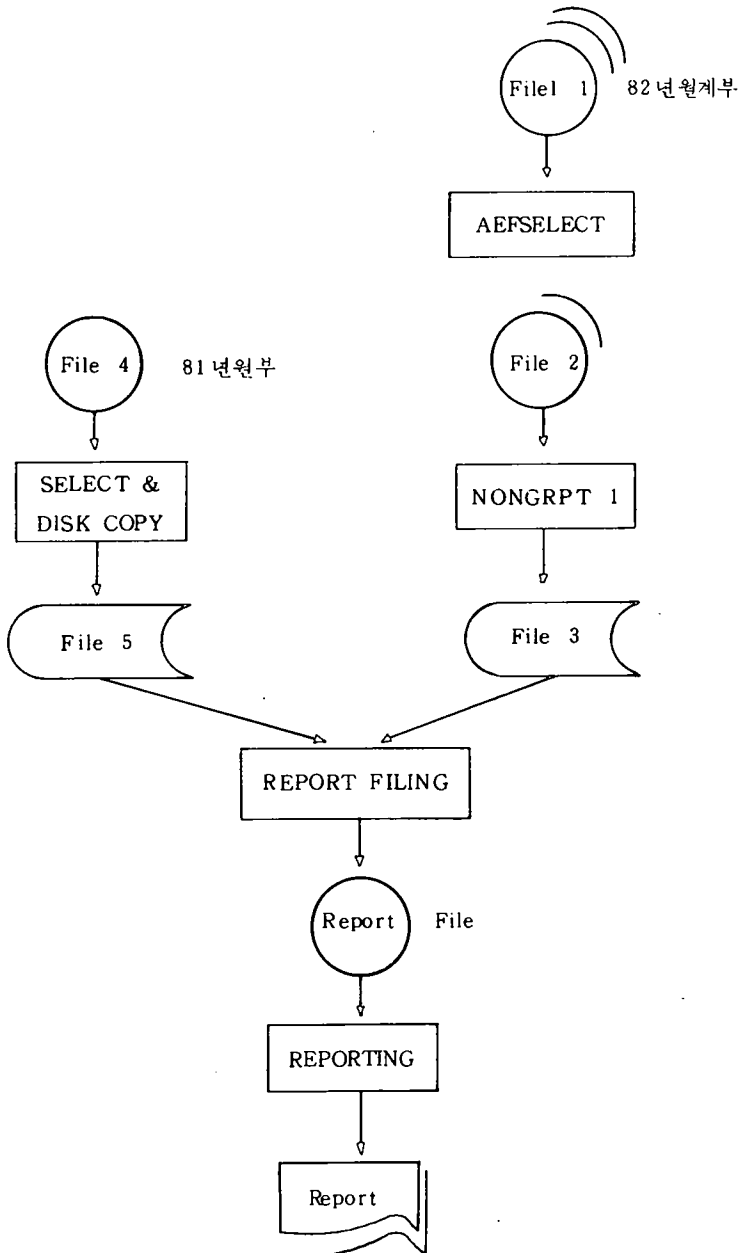 Filel 1 82년월계부
AEFSELECT
File 4 81년원부
File 2
SELECT &
DISK COPY
NONGRPT 1
File 5
File 3
REPORT FILING
Report File
REPORTING
Report